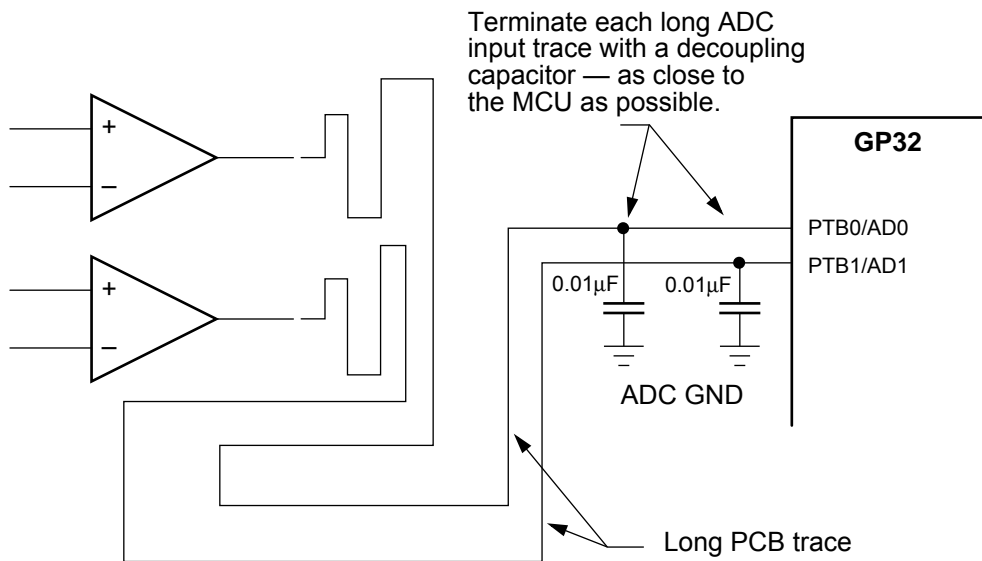 Terminate each long ADC
input trace with a decoupling
capacitor — as close to
the MCU as possible.
GP32
+
−
PTB0/AD0
PTB1/AD1
+
−
0.01μF
0.01μF
ADC GND
Long PCB trace